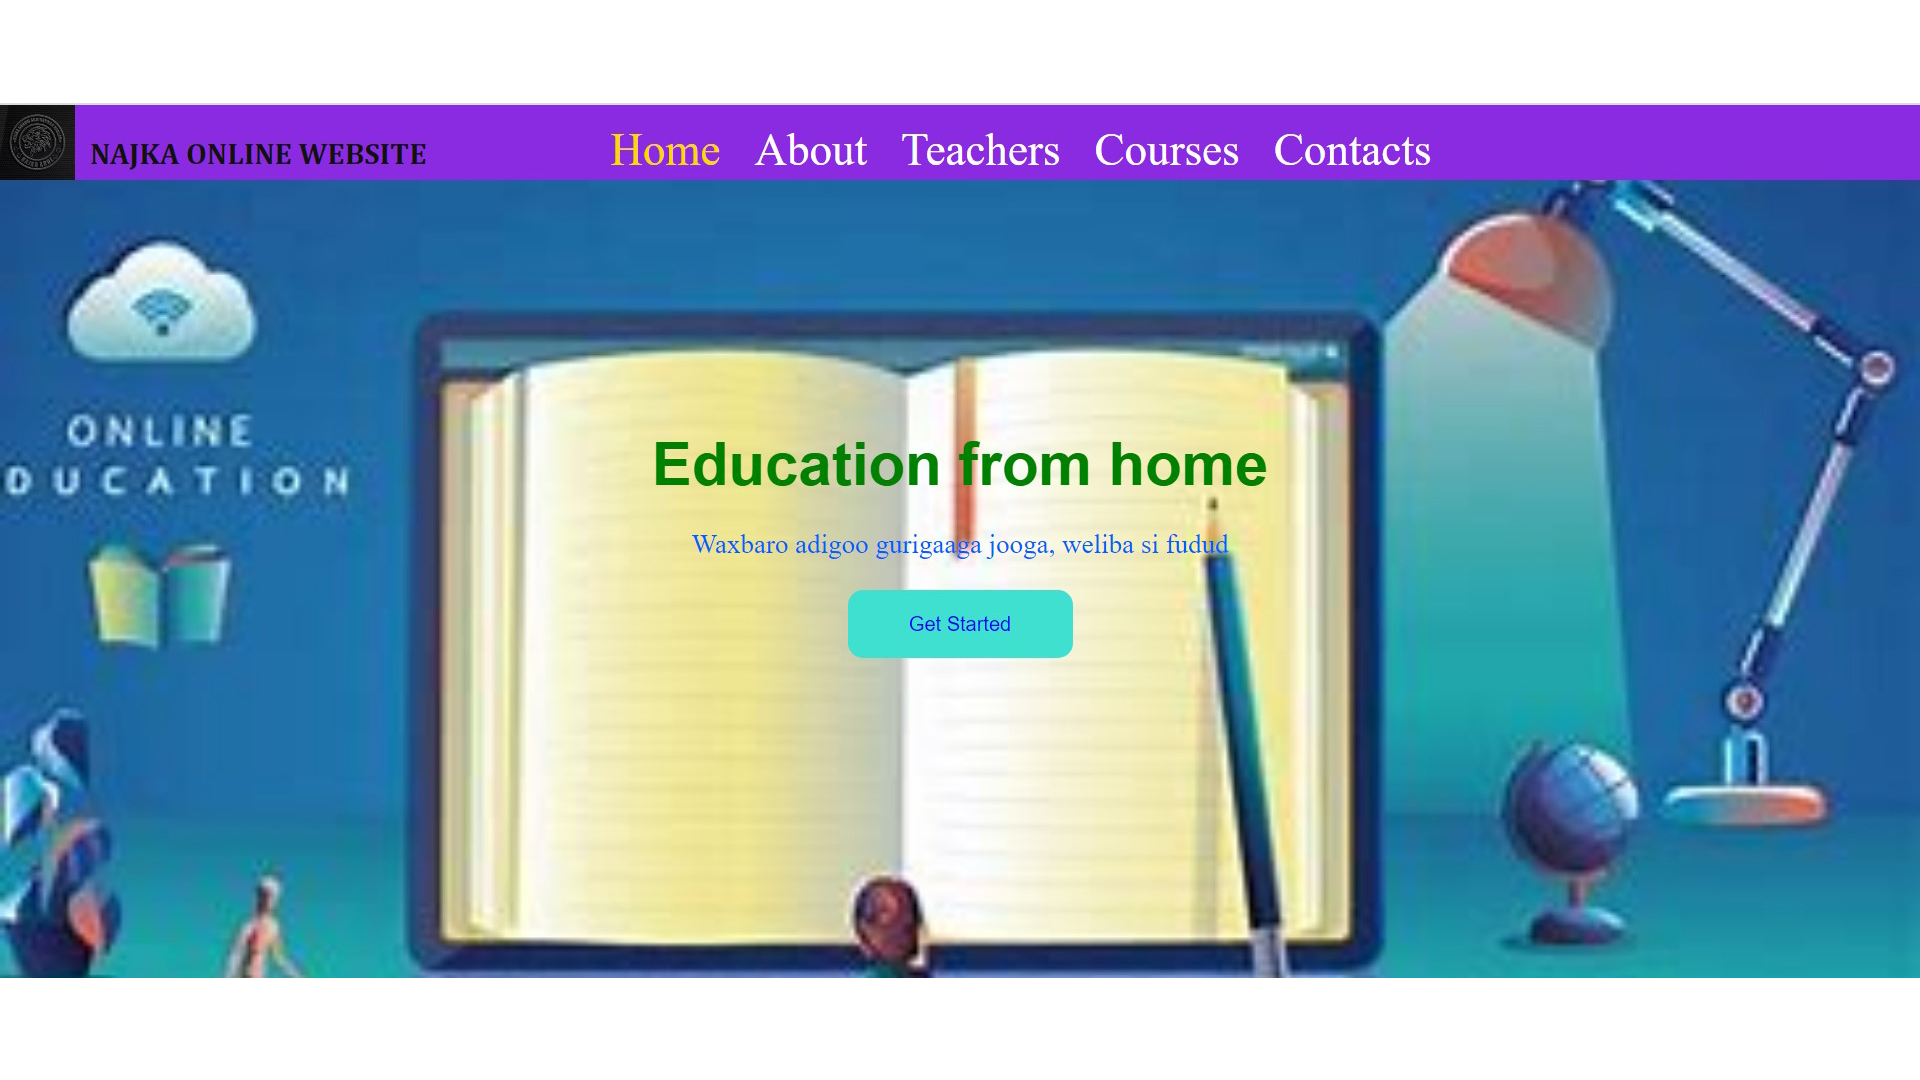 NAJKA ONLINE WEBSITE
Home About Teachers Courses Contacts
ONLINE
DUCATION
Education from home
Waxbaro adigoo gurigaaga jooga, weliba si fudud
Get Started